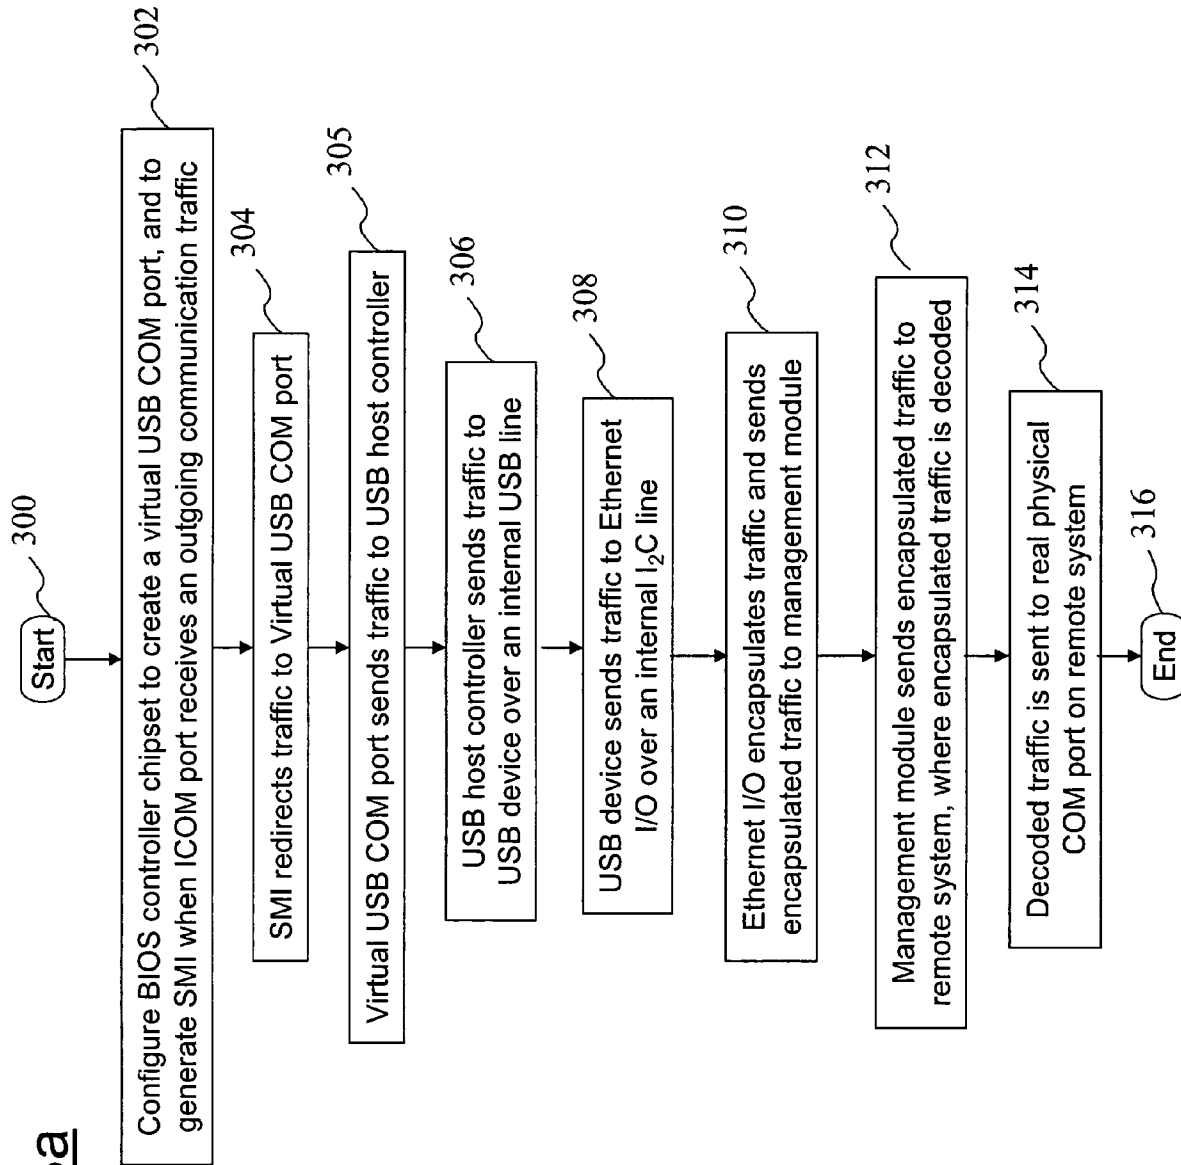 Start
300
Configure BIOS controller chipset to create a virtual USB COM port, and to
generate SMI when ICOM port receives an outgoing communication traffic
302
SMI redirects traffic to Virtual USB COM port
304
Virtual USB COM port sends traffic to USB host controller
305
USB host controller sends traffic to
USB device over an internal USB line
306
USB device sends traffic to Ethernet
I/O over an internal I₂C line
308
Ethernet I/O encapsulates traffic and sends
encapsulated traffic to management module
310
Management module sends encapsulated traffic to
remote system, where encapsulated traffic is decoded
312
Decoded traffic is sent to real physical
COM port on remote system
314
End
316